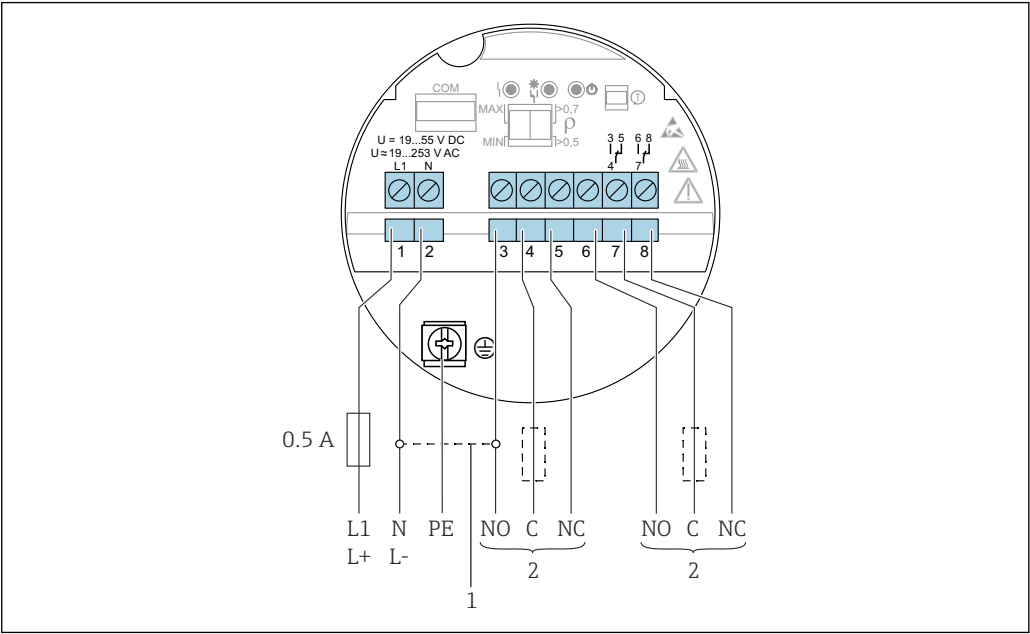 COM
MAX
>0,7
ρ
MIN
>0,5
U = 19...55 V DC
U≈19...253 V AC
L1 N
3 5
4
6 8
7
1 2 3 4 5 6 7 8
0.5 A
L1 N PE NO C NC NO C NC
L+ L-
2 2
1